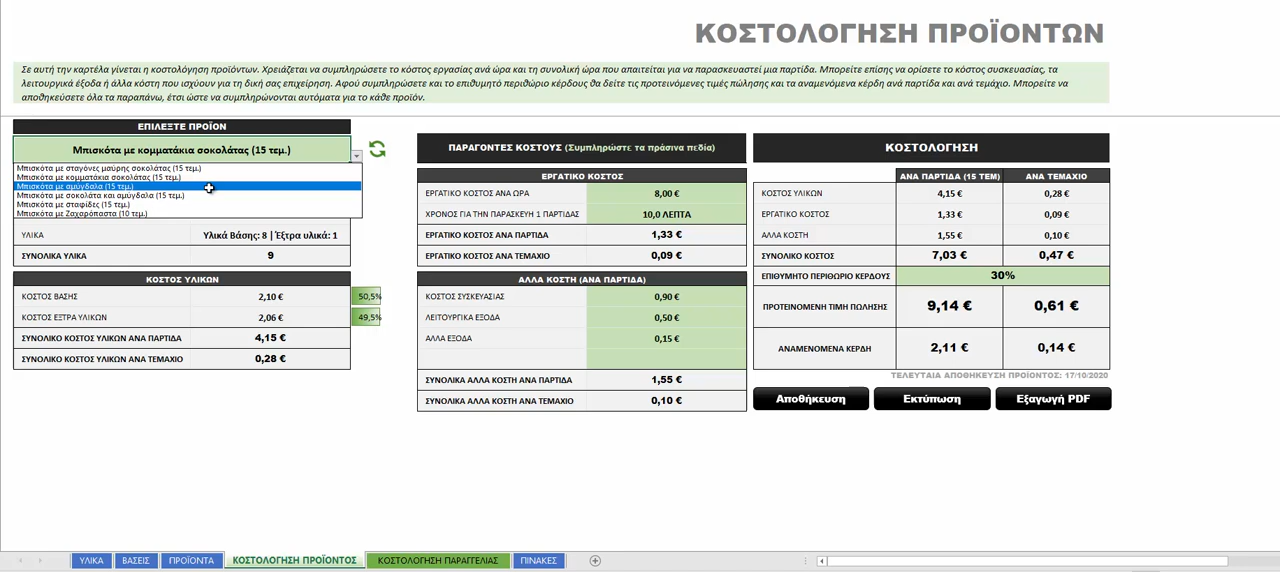 ΚΟΣΤΟΛΟΓΗΣΗ ΠΡΟΪΟΝΤΩΝ
Σε αυτή την καρτέλα γίνεται η κοστολόγηση προϊόντων. Χρειάζεται να συμπληρώσετε το κόστος εργασίας ανά ώρα και τη συνολική ώρα που απαιτείται για να παρασκευαστεί μια παρτίδα. Μπορείτε επίσης να ορίσετε το κόστος συσκευασίας, τα
λειτουργικά έξοδα ή άλλα κόστη που ισχύουν για τη δική σας επιχείρηση. Αφού συμπληρώσετε και το επιθυμητό περιθώριο κέρδους θα δείτε τις προτεινόμενες τιμές πώλησης και τα αναμενόμενα κέρδη ανά παρτίδα και ανά τεμάχιο. Μπορείτε να
αποθηκεύσετε όλα τα παραπάνω, έτσι ώστε να συμπληρώνονται αυτόματα για το κάθε προϊόν.
ΕΠΙΛΕΞΤΕ ΠΡΟΪΟΝ
Μπισκότα με κομματάκια σοκολάτας (15 τεμ.)
Μπισκότα με σταγόνες μαύρης σοκολάτας (15 τεμ.)
Μπισκότα με κομματάκια σοκολάτας (15 τεμ.)
Μπισκότα με αμύγδαλα (15 τεμ.)
Μπισκότα με σοκολάτα και αμύγδαλα (15 τεμ.)
Μπισκότα με σταφίδες (15 τεμ.)
Μπισκότα με Ζαχαρόπαστα (10 τεμ.)
ΥΛΙΚΑ Υλικά Βάσης: 8 | Έξτρα υλικά: 1
ΣΥΝΟΛΙΚΑ ΥΛΙΚΑ 9
ΚΟΣΤΟΣ ΥΛΙΚΩΝ
ΚΟΣΤΟΣ ΒΑΣΗΣ 2,10 € 50,5%
ΚΟΣΤΟΣ ΕΞΤΡΑ ΥΛΙΚΩΝ 2,06 € 49,5%
ΣΥΝΟΛΙΚΟ ΚΟΣΤΟΣ ΥΛΙΚΩΝ ΑΝΑ ΠΑΡΤΙΔΑ 4,15 €
ΣΥΝΟΛΙΚΟ ΚΟΣΤΟΣ ΥΛΙΚΩΝ ΑΝΑ ΤΕΜΑΧΙΟ 0,28 €
ΠΑΡΑΓΟΝΤΕΣ ΚΟΣΤΟΥΣ (Συμπληρώστε τα πράσινα πεδία)
ΕΡΓΑΤΙΚΟ ΚΟΣΤΟΣ
ΕΡΓΑΤΙΚΟ ΚΟΣΤΟΣ ΑΝΑ ΩΡΑ 8,00 €
ΧΡΟΝΟΣ ΓΙΑ ΤΗΝ ΠΑΡΑΣΚΕΥΗ 1 ΠΑΡΤΙΔΑΣ 10,0 ΛΕΠΤΑ
ΕΡΓΑΤΙΚΟ ΚΟΣΤΟΣ ΑΝΑ ΠΑΡΤΙΔΑ 1,33 €
ΕΡΓΑΤΙΚΟ ΚΟΣΤΟΣ ΑΝΑ ΤΕΜΑΧΙΟ 0,09 €
ΑΛΛΑ ΚΟΣΤΗ (ΑΝΑ ΠΑΡΤΙΔΑ)
ΚΟΣΤΟΣ ΣΥΣΚΕΥΑΣΙΑΣ 0,90 €
ΛΕΙΤΟΥΡΓΙΚΑ ΕΞΟΔΑ 0,50 €
ΑΛΛΑ ΕΞΟΔΑ 0,15 €
ΣΥΝΟΛΙΚΑ ΑΛΛΑ ΚΟΣΤΗ ΑΝΑ ΠΑΡΤΙΔΑ 1,55 €
ΣΥΝΟΛΙΚΑ ΑΛΛΑ ΚΟΣΤΗ ΑΝΑ ΤΕΜΑΧΙΟ 0,10 €
ΚΟΣΤΟΛΟΓΗΣΗ
ΑΝΑ ΠΑΡΤΙΔΑ (15 ΤΕΜ) ΑΝΑ ΤΕΜΑΧΙΟ
ΚΟΣΤΟΣ ΥΛΙΚΩΝ 4,15 € 0,28 €
ΕΡΓΑΤΙΚΟ ΚΟΣΤΟΣ 1,33 € 0,09 €
ΑΛΛΑ ΚΟΣΤΗ 1,55 € 0,10 €
ΣΥΝΟΛΙΚΟ ΚΟΣΤΟΣ 7,03 € 0,47 €
ΕΠΙΘΥΜΗΤΟ ΠΕΡΙΘΩΡΙΟ ΚΕΡΔΟΥΣ 30%
ΠΡΟΤΕΙΝΟΜΕΝΗ ΤΙΜΗ ΠΩΛΗΣΗΣ 9,14 € 0,61 €
ΑΝΑΜΕΝΟΜΕΝΑ ΚΕΡΔΗ 2,11 € 0,14 €
ΤΕΛΕΥΤΑΙΑ ΑΠΟΘΗΚΕΥΣΗ ΠΡΟΪΟΝΤΟΣ: 17/10/2020
Αποθήκευση Εκτύπωση Εξαγωγή PDF
ΥΛΙΚΑ ΒΑΣΕΙΣ ΠΡΟΪΟΝΤΑ ΚΟΣΤΟΛΟΓΗΣΗ ΠΡΟΪΟΝΤΟΣ ΚΟΣΤΟΛΟΓΗΣΗ ΠΑΡΑΓΓΕΛΙΑΣ ΠΙΝΑΚΕΣ